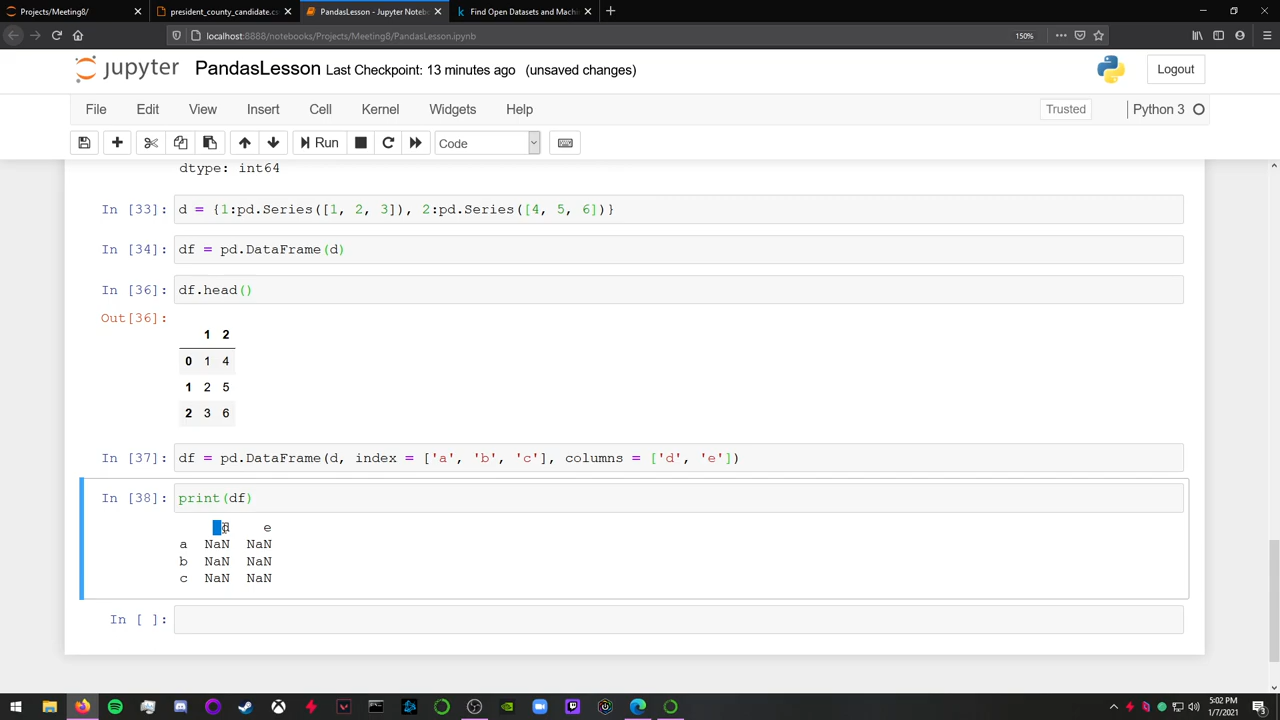 Projects/Meeting8/
president_county_candidate.cs
PandasLesson - Jupyter Notebo
Find Open Datasets and Machi
localhost:8888/notebooks/Projects/Meeting8/PandasLesson.ipynb
150%
jupyter PandasLesson Last Checkpoint: 13 minutes ago (unsaved changes)
Logout
File Edit View Insert Cell Kernel Widgets Help
Trusted Python 3
Run Code
dtype: int64
In [33]: d = {1:pd.Series([1, 2, 3]), 2:pd.Series([4, 5, 6])}
In [34]: df = pd.DataFrame(d)
In [36]: df.head()
Out[36]:
1 2
0 1 4
1 2 5
2 3 6
In [37]: df = pd.DataFrame(d, index = ['a', 'b', 'c'], columns = ['d', 'e'])
In [38]: print(df)
d e
a NaN NaN
b NaN NaN
c NaN NaN
In [ ]:
5:02 PM
1/7/2021